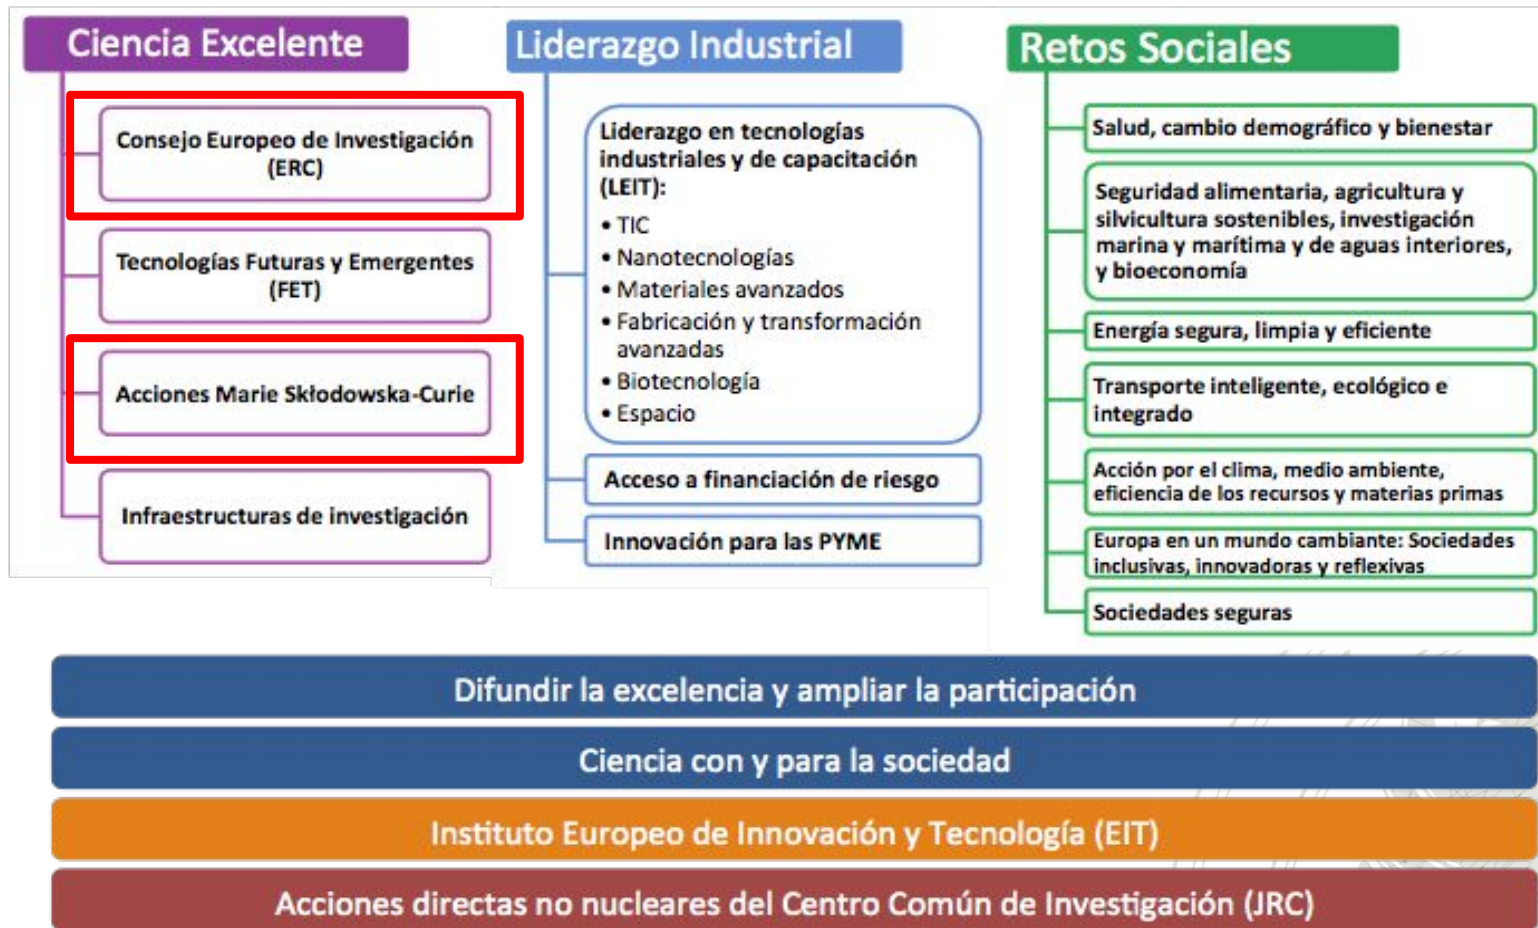 Ciencia Excelente
Consejo Europeo de Investigación
(ERC)
Tecnologías Futuras y Emergentes
(FET)
Acciones Marie Skłodowska-Curie
Infraestructuras de investigación
Liderazgo Industrial
Liderazgo en tecnologías
industriales y de capacitación
(LEIT):
• TIC
• Nanotecnologías
• Materiales avanzados
• Fabricación y transformación
avanzadas
• Biotecnología
• Espacio
Acceso a financiación de riesgo
Innovación para las PYME
Retos Sociales
Salud, cambio demográfico y bienestar
Seguridad alimentaria, agricultura y
silvicultura sostenibles, investigación
marina y marítima y de aguas interiores,
y bioeconomía
Energía segura, limpia y eficiente
Transporte inteligente, ecológico e
integrado
Acción por el clima, medio ambiente,
eficiencia de los recursos y materias primas
Europa en un mundo cambiante: Sociedades
inclusivas, innovadoras y reflexivas
Sociedades seguras
Difundir la excelencia y ampliar la participación
Ciencia con y para la sociedad
Instituto Europeo de Innovación y Tecnología (EIT)
Acciones directas no nucleares del Centro Común de Investigación (JRC)